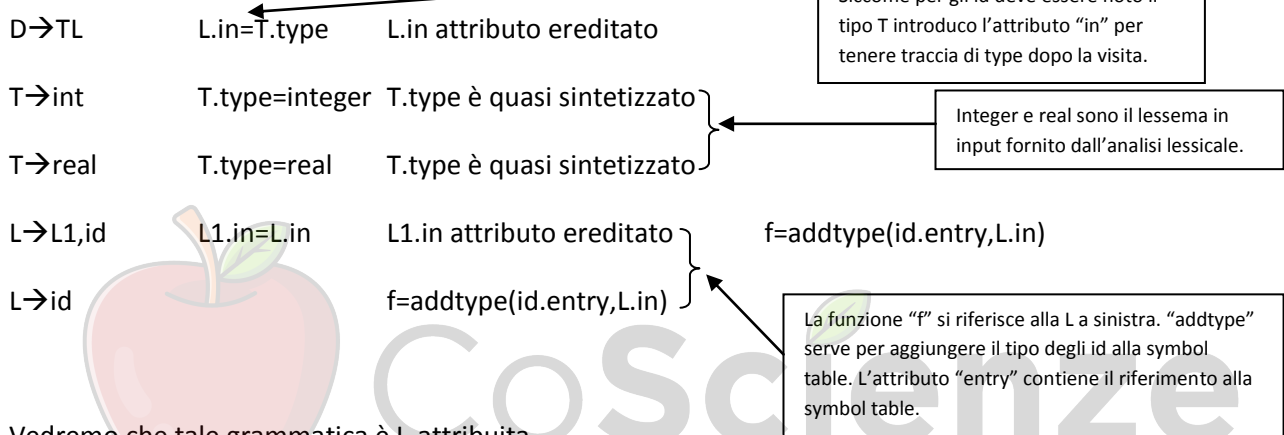 Siccome per gli id deve essere noto il
D→TL L.in=T.type L.in attributo ereditato
tipo T introduco l'attributo "in" per
tenere traccia di type dopo la visita.
T→int T.type=integer T.type è quasi sintetizzato
Integer e real sono il lessema in
input fornito dall'analisi lessicale.
T→real T.type=real T.type è quasi sintetizzato
L→L1,id L1.in=L.in L1.in attributo ereditato f=addtype(id.entry,L.in)
L→id f=addtype(id.entry,L.in)
La funzione "f" si riferisce alla L a sinistra. "addtype"
serve per aggiungere il tipo degli id alla symbol
table. L'attributo "entry" contiene il riferimento alla
symbol table.
CoScienze
Vedremo che tale grammatica è L attribuita